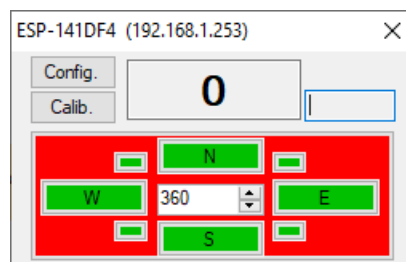 ESP-141DF4 (192.168.1.253)
Config.
0
Calib.
N
W 360 E
S